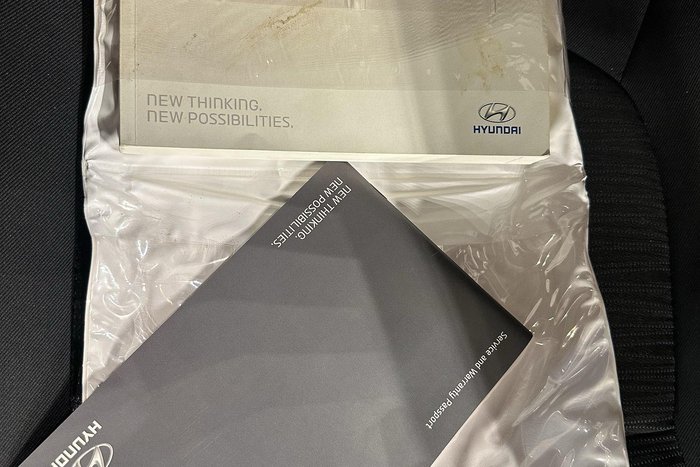 NEW THINKING.
NEW POSSIBILITIES.
HYUNDAI
NEW THINKING.
NEW POSSIBILITIES.
Service and Warranty Passport
HYUNDAI